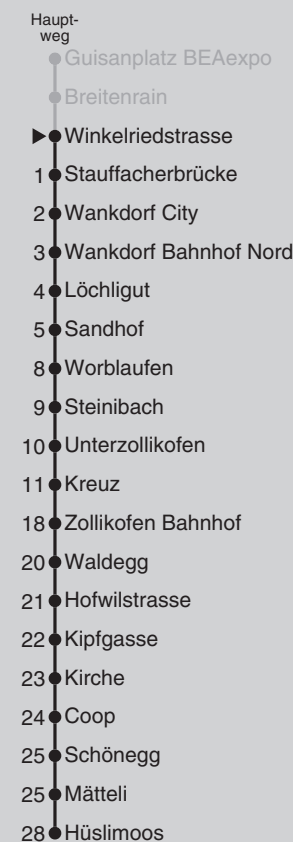 Haupt-
weg
Guisanplatz BEAexpo
Breitenrain
Winkelriedstrasse
1 Stauffacherbrücke
2 Wankdorf City
3 Wankdorf Bahnhof Nord
4 Löchligut
5 Sandhof
8 Worblaufen
9 Steinibach
10 Unterzollikofen
11 Kreuz
18 Zollikofen Bahnhof
20 Waldegg
21 Hofwilstrasse
22 Kipfgasse
23 Kirche
24 Coop
25 Schönegg
25 Mätteli
28 Hüslimoos